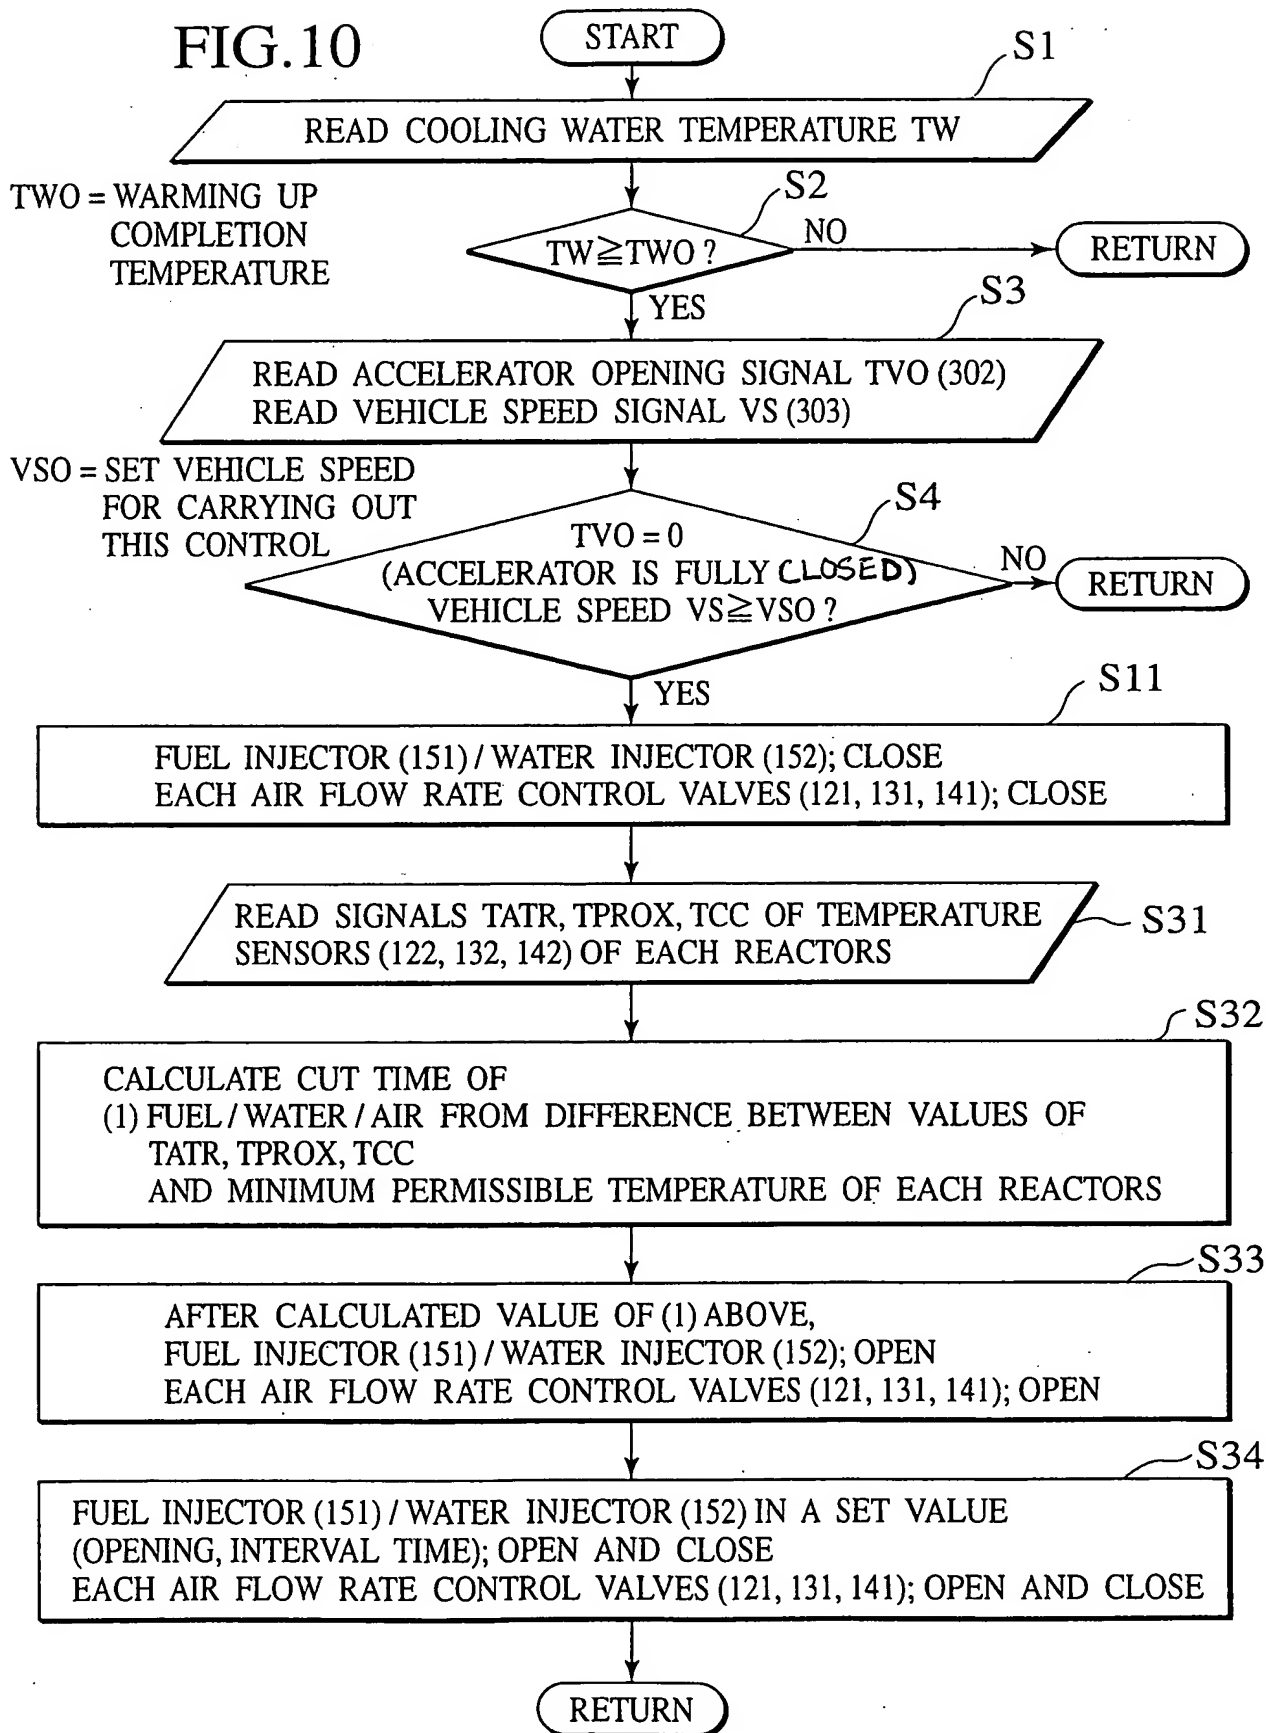 FIG.10
START
S1
READ COOLING WATER TEMPERATURE TW
TWO = WARMING UP
COMPLETION
TEMPERATURE
S2
TW≧TWO ?
NO
RETURN
YES
S3
READ ACCELERATOR OPENING SIGNAL TVO (302)
READ VEHICLE SPEED SIGNAL VS (303)
VSO = SET VEHICLE SPEED
FOR CARRYING OUT
THIS CONTROL
S4
TVO = 0
(ACCELERATOR IS FULLY CLOSED)
VEHICLE SPEED VS≧VSO ?
NO
RETURN
YES
S11
FUEL INJECTOR (151) / WATER INJECTOR (152); CLOSE
EACH AIR FLOW RATE CONTROL VALVES (121, 131, 141); CLOSE
READ SIGNALS TATR, TPROX, TCC OF TEMPERATURE
SENSORS (122, 132, 142) OF EACH REACTORS
S31
S32
CALCULATE CUT TIME OF
(1) FUEL / WATER / AIR FROM DIFFERENCE BETWEEN VALUES OF
TATR, TPROX, TCC
AND MINIMUM PERMISSIBLE TEMPERATURE OF EACH REACTORS
S33
AFTER CALCULATED VALUE OF (1) ABOVE,
FUEL INJECTOR (151) / WATER INJECTOR (152); OPEN
EACH AIR FLOW RATE CONTROL VALVES (121, 131, 141); OPEN
S34
FUEL INJECTOR (151) / WATER INJECTOR (152) IN A SET VALUE
(OPENING, INTERVAL TIME); OPEN AND CLOSE
EACH AIR FLOW RATE CONTROL VALVES (121, 131, 141); OPEN AND CLOSE
RETURN